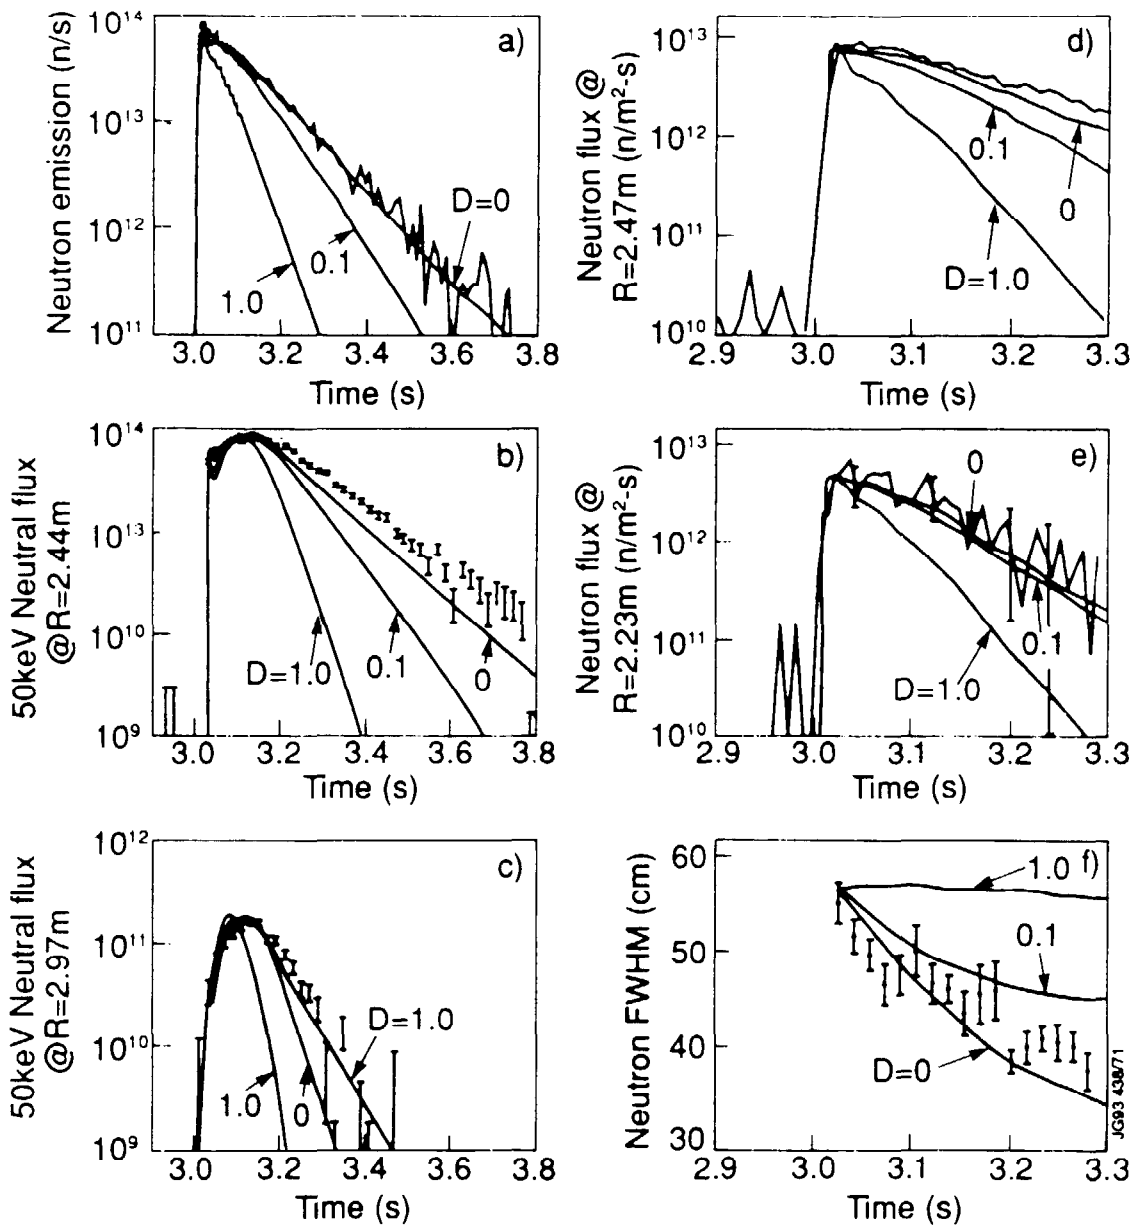 Neutron emission (n/s)
10¹⁴
10¹³
10¹²
10¹¹
a)
D=0
0.1
1.0
3.0 3.2 3.4 3.6 3.8
Time (s)
Neutron flux @
R=2.47m (n/m²-s)
10¹³
10¹²
10¹¹
10¹⁰
d)
0.1
0
D=1.0
2.9 3.0 3.1 3.2 3.3
Time (s)
50keV Neutral flux
@R=2.44m
10¹⁴
10¹³
10¹⁰
10⁹
b)
D=1.0
0.1
0
3.0 3.2 3.4 3.6 3.8
Time (s)
Neutron flux @
R=2.23m (n/m²-s)
10¹³
10¹²
10¹¹
10¹⁰
e)
0
0.1
D=1.0
2.9 3.0 3.1 3.2 3.3
Time (s)
50keV Neutral flux
@R=2.97m
10¹²
10¹¹
10¹⁰
10⁹
c)
D=1.0
1.0
0
3.0 3.2 3.4 3.6 3.8
Time (s)
Neutron FWHM (cm)
60
50
40
30
f)
1.0
0.1
D=0
2.9 3.0 3.1 3.2 3.3
Time (s)
JG93 438/71